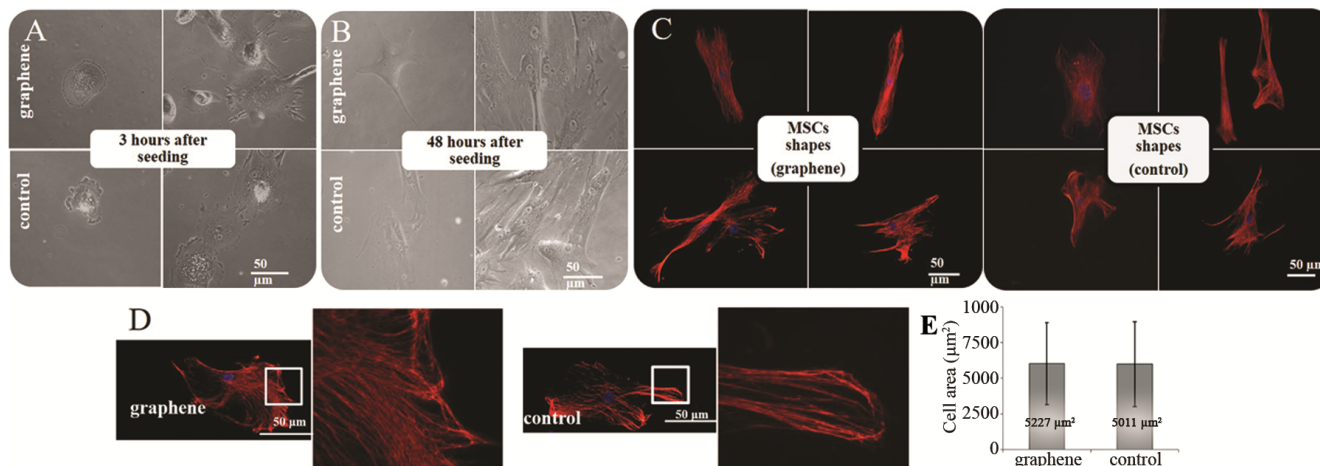 A
graphene
control
3 hours after
seeding
50
µm
B
graphene
control
48 hours after
seeding
50
µm
C
MSCs
shapes
(graphene)
50
µm
MSCs
shapes
(control)
50 µm
D
graphene
50 µm
control
50 µm
E
Cell area (µm²)
1000
7500
5000
2500
0
5227 µm²
5011 µm²
graphene
control